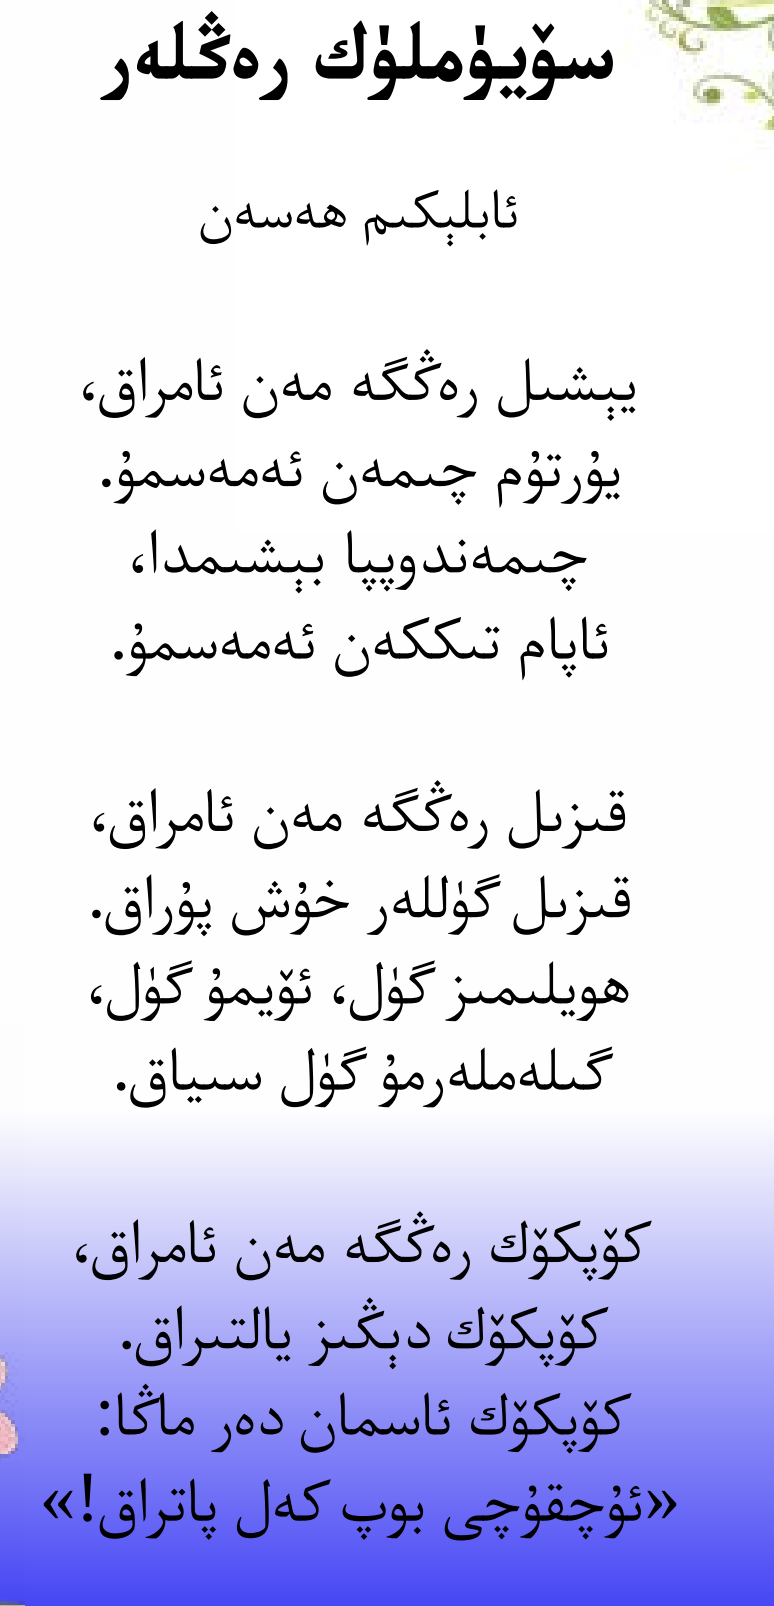 سۆيۈملۈك رەڭلەر
ئابلېكىم ھەسەن
يېشىل رەڭگە مەن ئامراق،
يۇرتۇم چىمەن ئەمەسمۇ.
چىمەندوپپا بېشىمدا،
ئاپام تىككەن ئەمەسمۇ.
قىزىل رەڭگە مەن ئامراق،
قىزىل گۈللەر خۇش پۇراق.
ھويلىمىز گۈل، ئۆيمۇ گۈل،
گىلەملەرمۇ گۈل سىياق.
كۆپكۆك رەڭگە مەن ئامراق،
كۆپكۆك دېڭىز يالتىراق.
كۆپكۆك ئاسمان دەر ماڭا:
«ئۇچقۇچى بوپ كەل پاتراق!»